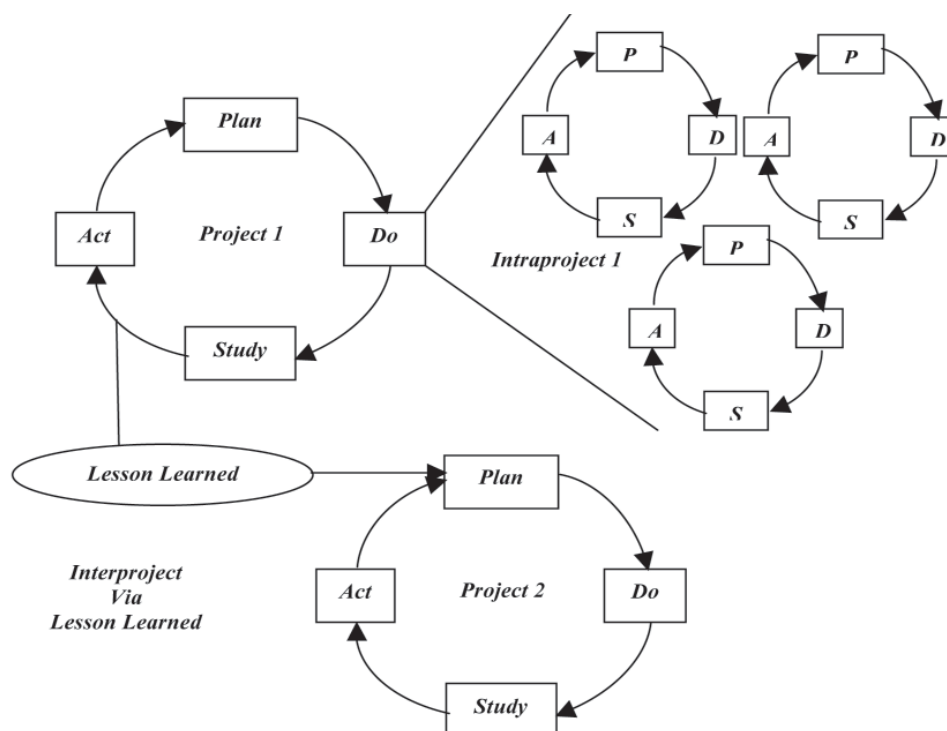 Plan
Act
Project 1
Do
Study
P
A
D
S
P
A
D
S
Intraproject 1
P
A
D
S
Lesson Learned
Plan
Act
Project 2
Do
Study
Interproject
Via
Lesson Learned